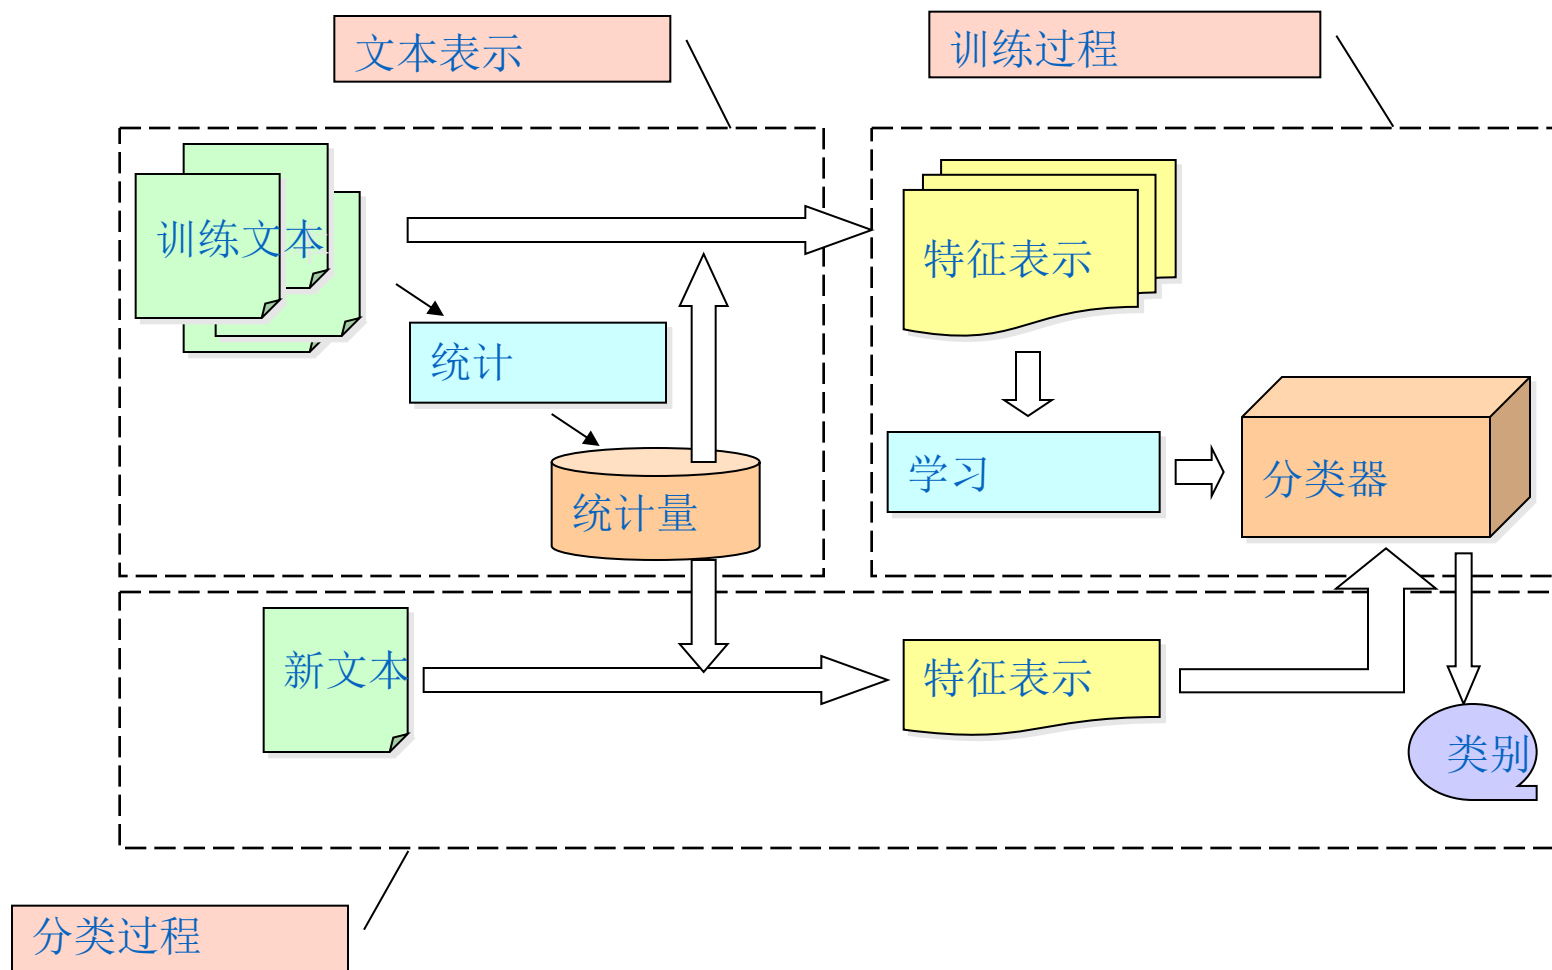 文本表示
训练过程
训练文本
特征表示
统计
学习
分类器
统计量
新文本
特征表示
类别
分类过程